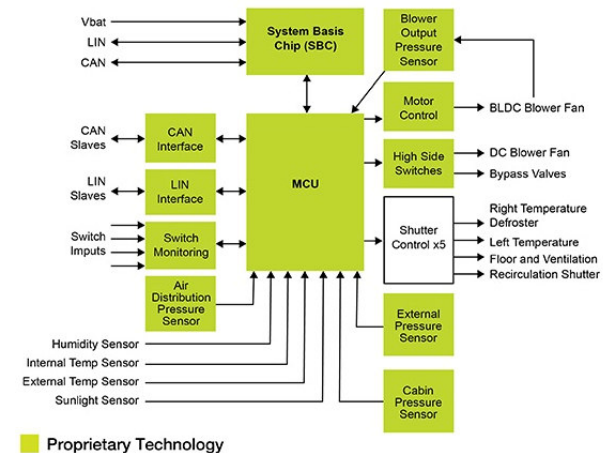 Vbat
LIN
CAN
System Basis
Chip (SBC)
Blower
Output
Pressure
Sensor
Motor
Control
BLDC Blower Fan
CAN
Slaves
CAN
Interface
MCU
High Side
Switches
DC Blower Fan
Bypass Valves
LIN
Slaves
LIN
Interface
Switch
Imputs
Switch
Monitoring
Shutter
Control x5
Right Temperature
Defroster
Left Temperature
Floor and Ventilation
Recirculation Shutter
Air
Distribution
Pressure
Sensor
External
Pressure
Sensor
Humidity Sensor
Internal Temp Sensor
External Temp Sensor
Sunlight Sensor
Cabin
Pressure
Sensor
Proprietary Technology